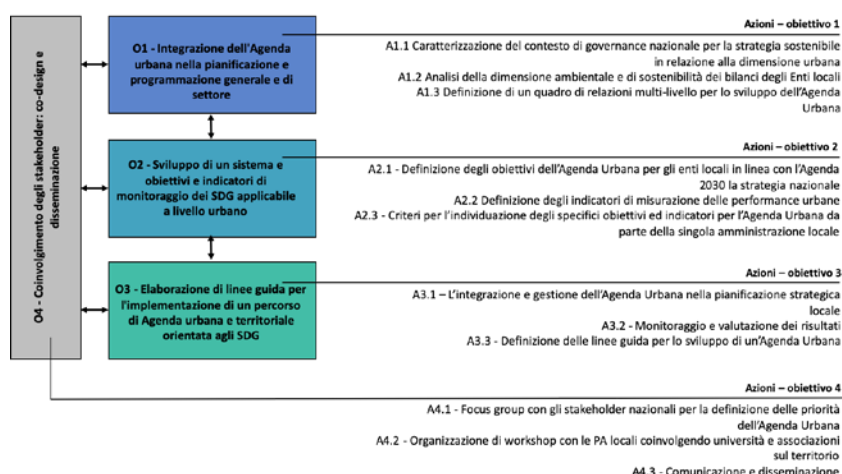 O4 - Coinvolgimento degli stakeholder: co-design e
disseminazione
O1 - Integrazione dell'Agenda
urbana nella pianificazione e
programmazione generale e di
settore
O2 - Sviluppo di un sistema e
obiettivi e indicatori di
monitoraggio dei SDG applicabile
a livello urbano
O3 - Elaborazione di linee guida per
l'implementazione di un percorso
di Agenda urbana e territoriale
orientata agli SDG
Azioni – obiettivo 1
A1.1 Caratterizzazione del contesto di governance nazionale per la strategia sostenibile
in relazione alla dimensione urbana
A1.2 Analisi della dimensione ambientale e di sostenibilità dei bilanci degli Enti locali
A1.3 Definizione di un quadro di relazioni multi-livello per lo sviluppo dell'Agenda
Urbana
Azioni – obiettivo 2
A2.1 - Definizione degli obiettivi dell'Agenda Urbana per gli enti locali in linea con l'Agenda
2030 la strategia nazionale
A2.2 Definizione degli indicatori di misurazione delle performance urbane
A2.3 - Criteri per l'individuazione degli specifici obiettivi ed indicatori per l'Agenda Urbana da
parte della singola amministrazione locale
Azioni – obiettivo 3
A3.1 – L'integrazione e gestione dell'Agenda Urbana nella pianificazione strategica
locale
A3.2 - Monitoraggio e valutazione dei risultati
A3.3 - Definizione delle linee guida per lo sviluppo di un'Agenda Urbana
Azioni – obiettivo 4
A4.1 - Focus group con gli stakeholder nazionali per la definizione delle priorità
dell'Agenda Urbana
A4.2 - Organizzazione di workshop con le PA locali coinvolgendo università e associazioni
sul territorio
A4.3 - Comunicazione e disseminazione